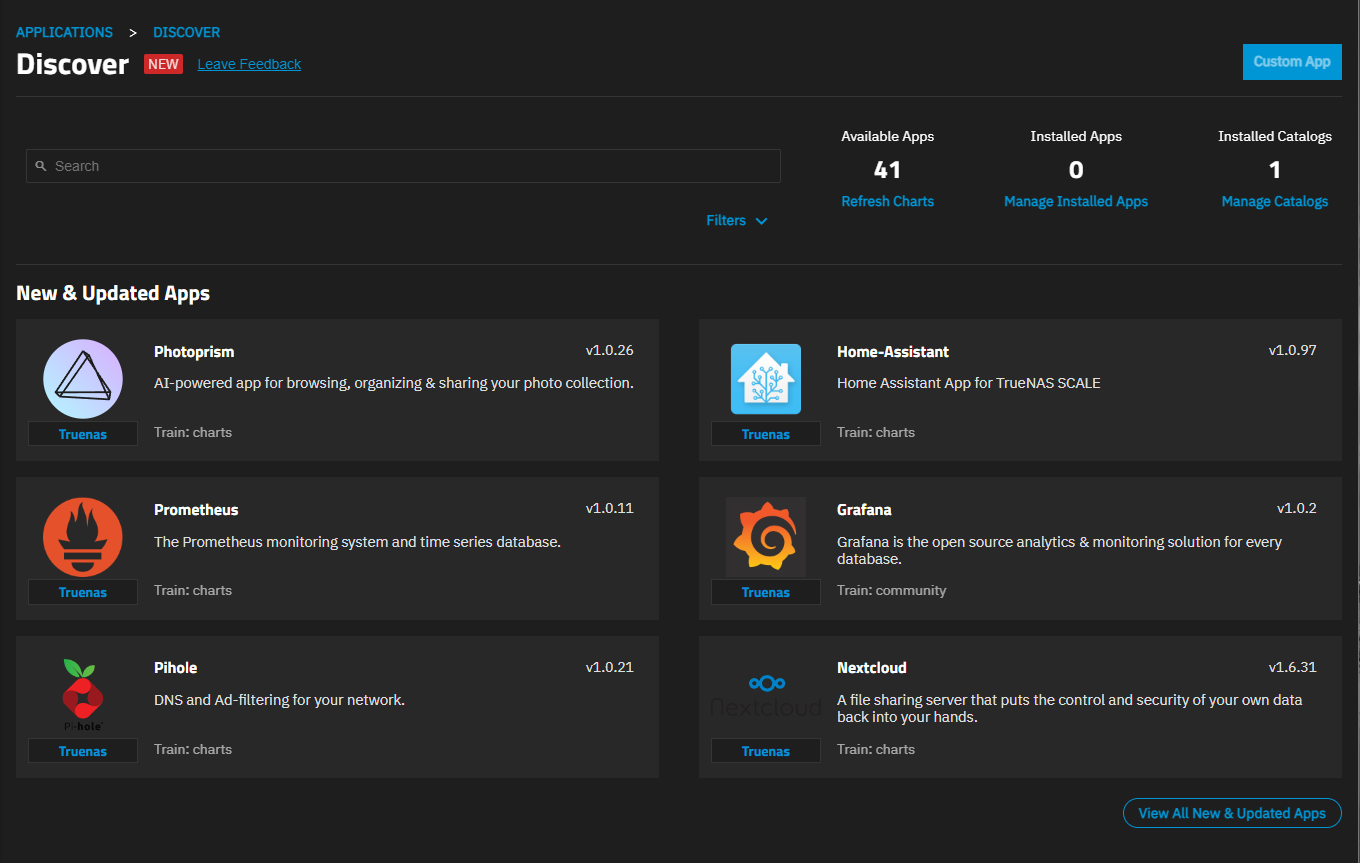 APPLICATIONS > DISCOVER
Discover NEW Leave Feedback
Custom App
Search
Filters
Available Apps
41
Refresh Charts
Installed Apps
0
Manage Installed Apps
Installed Catalogs
1
Manage Catalogs
New & Updated Apps
Photoprism
v1.0.26
AI-powered app for browsing, organizing & sharing your photo collection.
Truenas
Train: charts
Home-Assistant
v1.0.97
Home Assistant App for TrueNAS SCALE
Truenas
Train: charts
Prometheus
v1.0.11
The Prometheus monitoring system and time series database.
Truenas
Train: charts
Grafana
v1.0.2
Grafana is the open source analytics & monitoring solution for every
database.
Truenas
Train: community
Pihole
v1.0.21
DNS and Ad-filtering for your network.
Pi-hole
Truenas
Train: charts
Nextcloud
v1.6.31
A file sharing server that puts the control and security of your own data
back into your hands.
Nextcloud
Truenas
Train: charts
View All New & Updated Apps